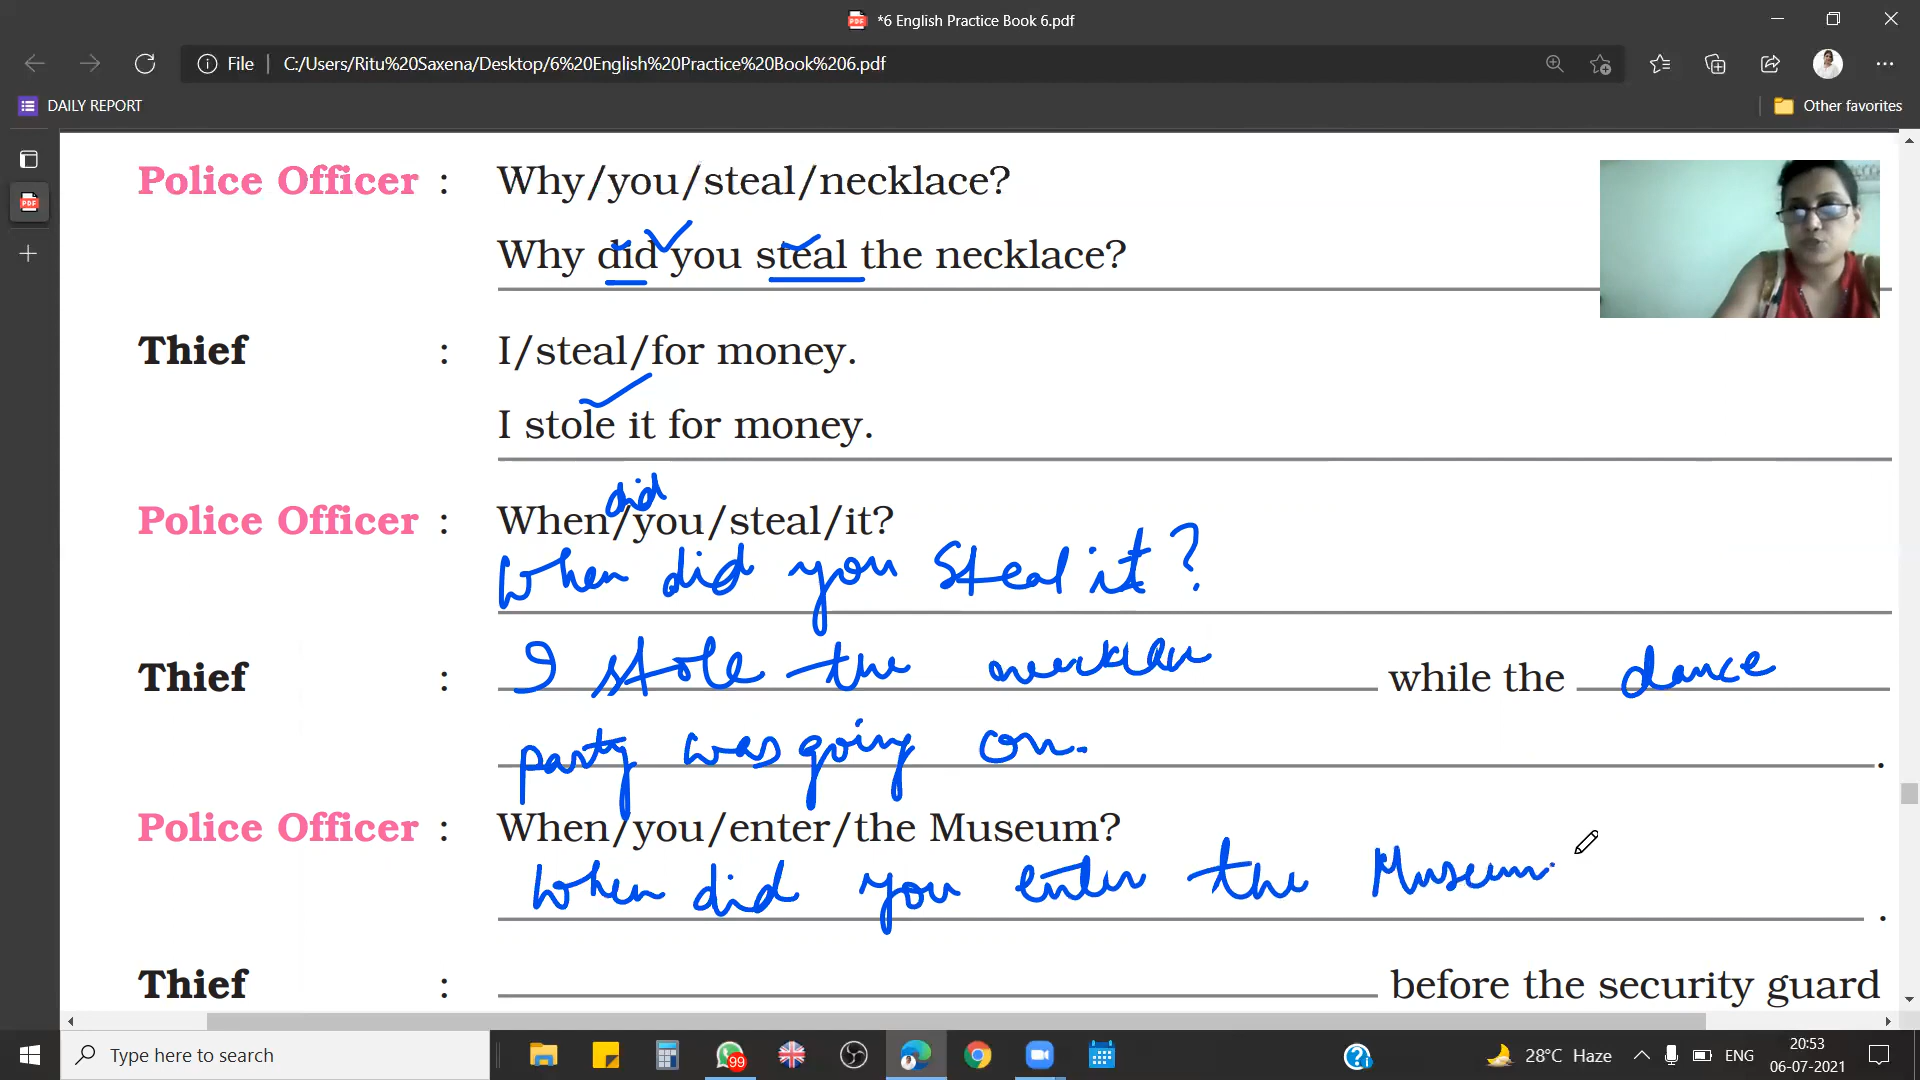 *6 English Practice Book 6.pdf
File C:/Users/Ritu%20Saxena/Desktop/6%20English%20Practice%20Book%206.pdf
DAILY REPORT Other favorites
Police Officer : Why/you/steal/necklace?
Why did you steal the necklace?
Thief : I/steal/for money.
I stole it for money.
did
Police Officer : When/you/steal/it?
When did you steal it?
Thief : I stole the necklace while the dance
party was going on.
Police Officer : When/you/enter/the Museum?
When did you enter the Museum .
Thief : before the security guard
Type here to search 99 28°C Haze ENG 20:53
06-07-2021